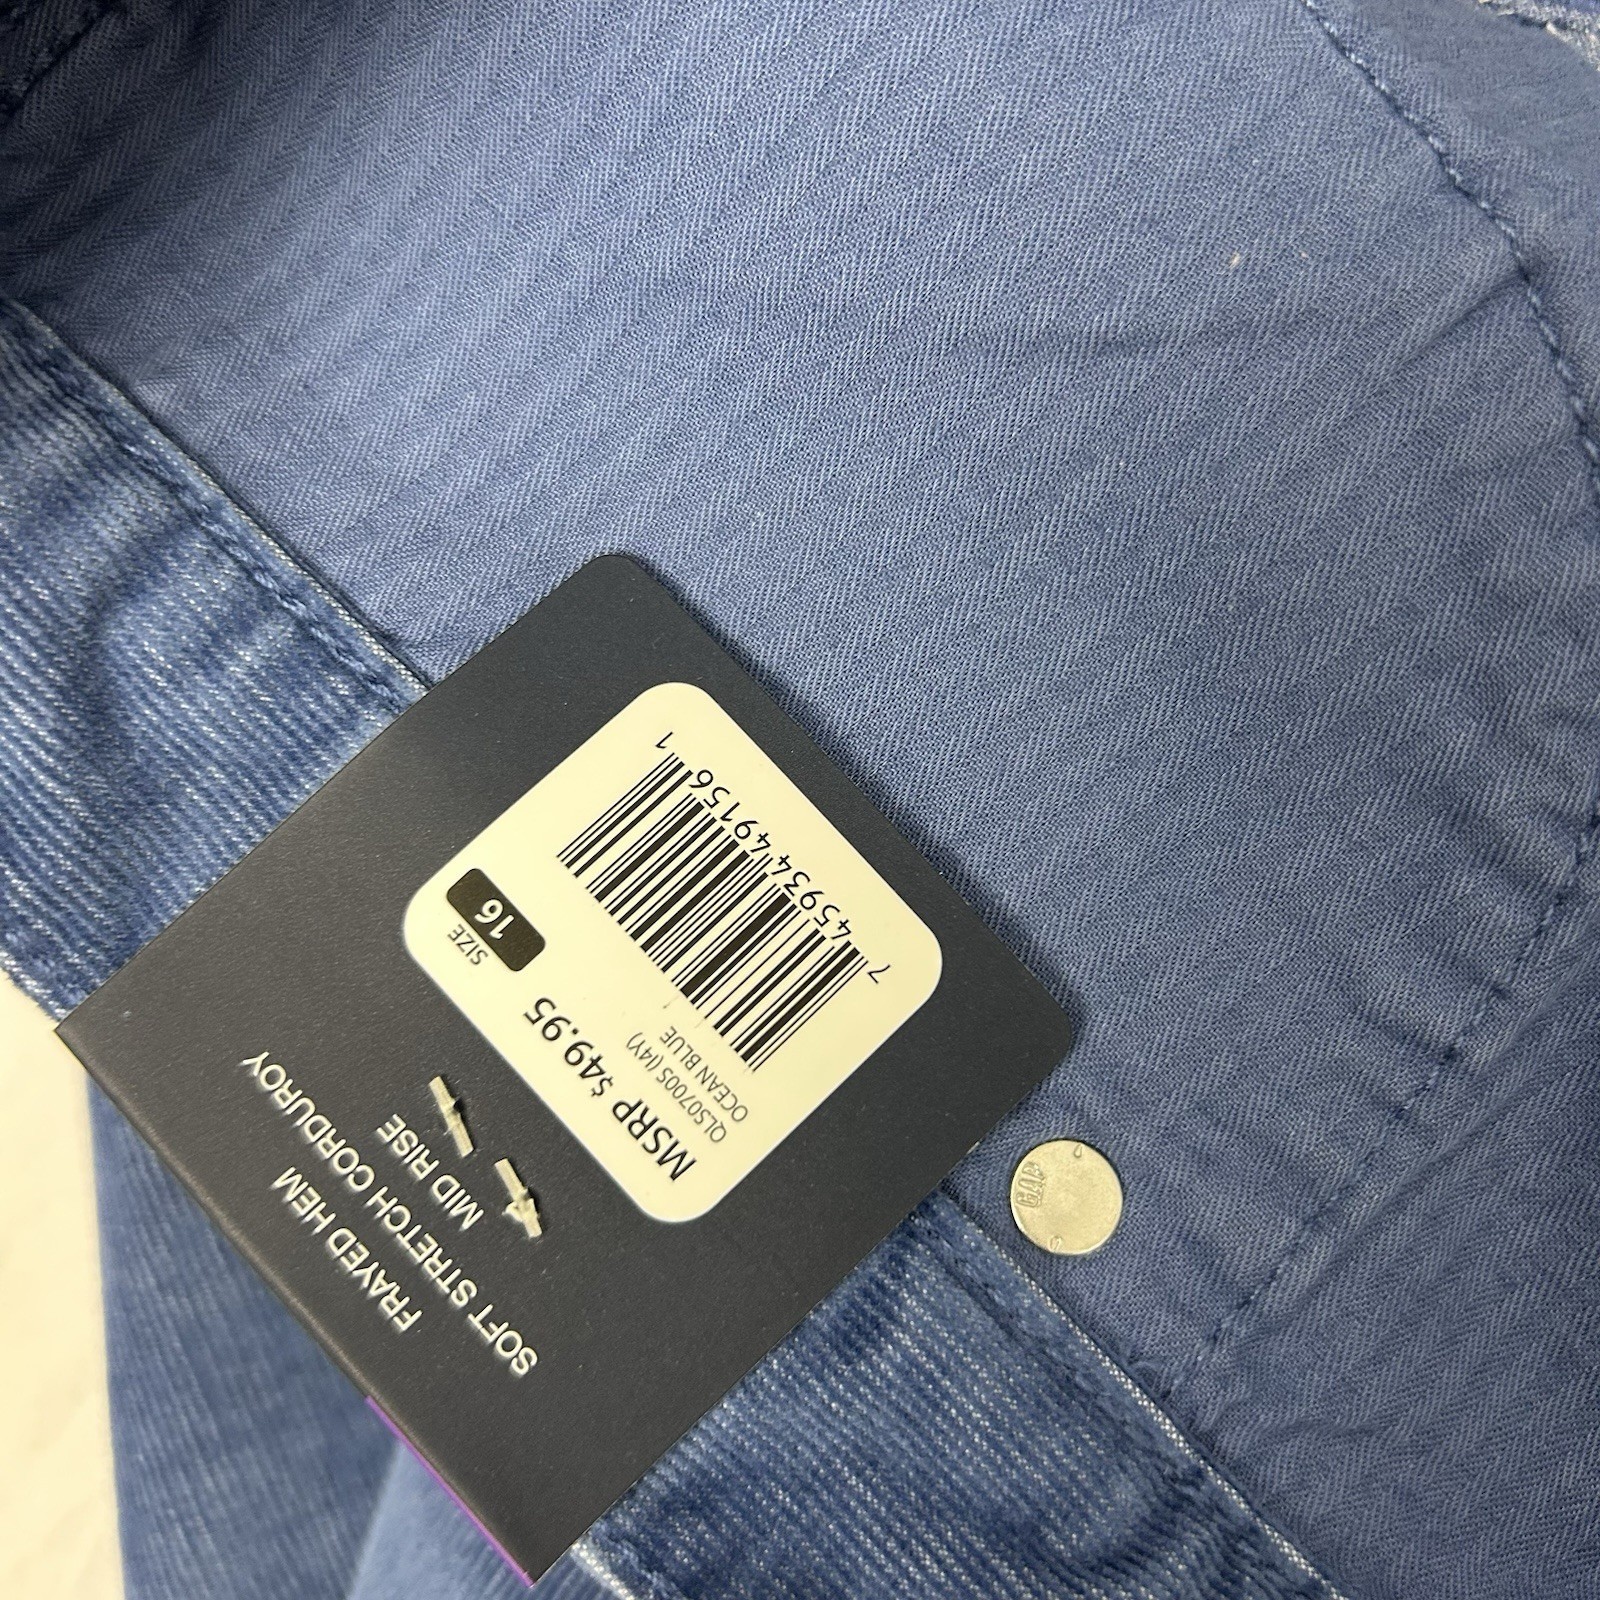 FRAYED HEM
SOFT STRETCH CORDUROY
MID RISE
MSRP $49.95
SIZE
16
QLS0700S (I4Y)
OCEAN BLUE
7 45934 49156 1
GAP